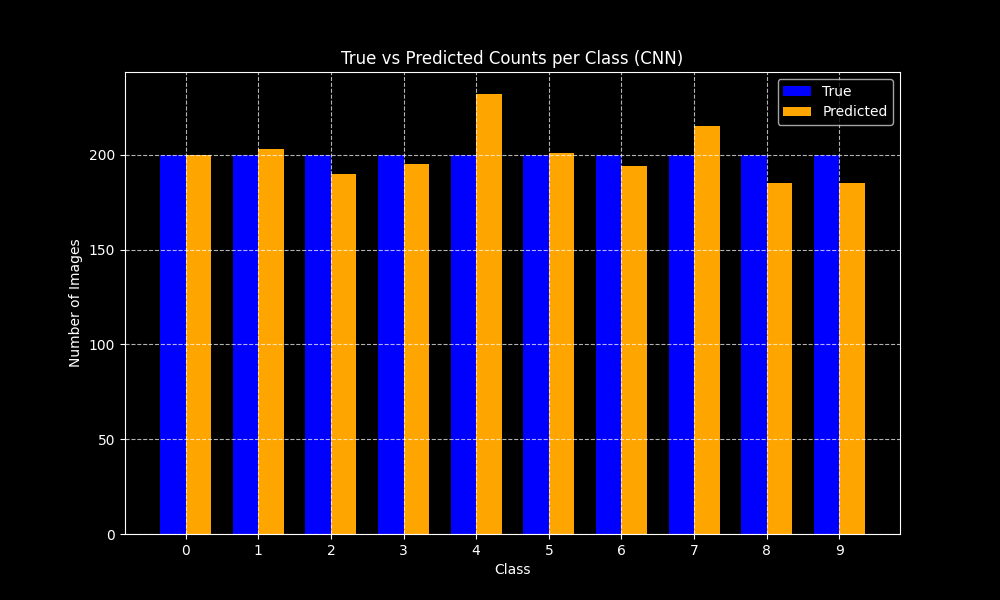 True vs Predicted Counts per Class (CNN)
True
Predicted
Number of Images
200
150
100
50
0
0 1 2 3 4 5 6 7 8 9
Class